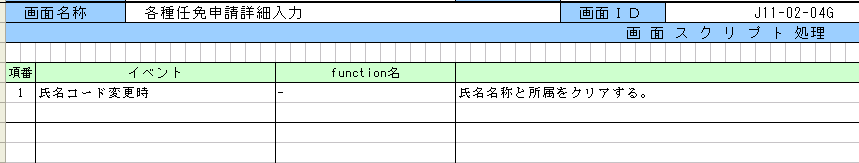 画面名称 各種任免申請詳細入力 画面ＩＤ J11-02-04G
画面スクリプト処理
項番 イベント function名
1 氏名コード変更時 - 氏名名称と所属をクリアする。